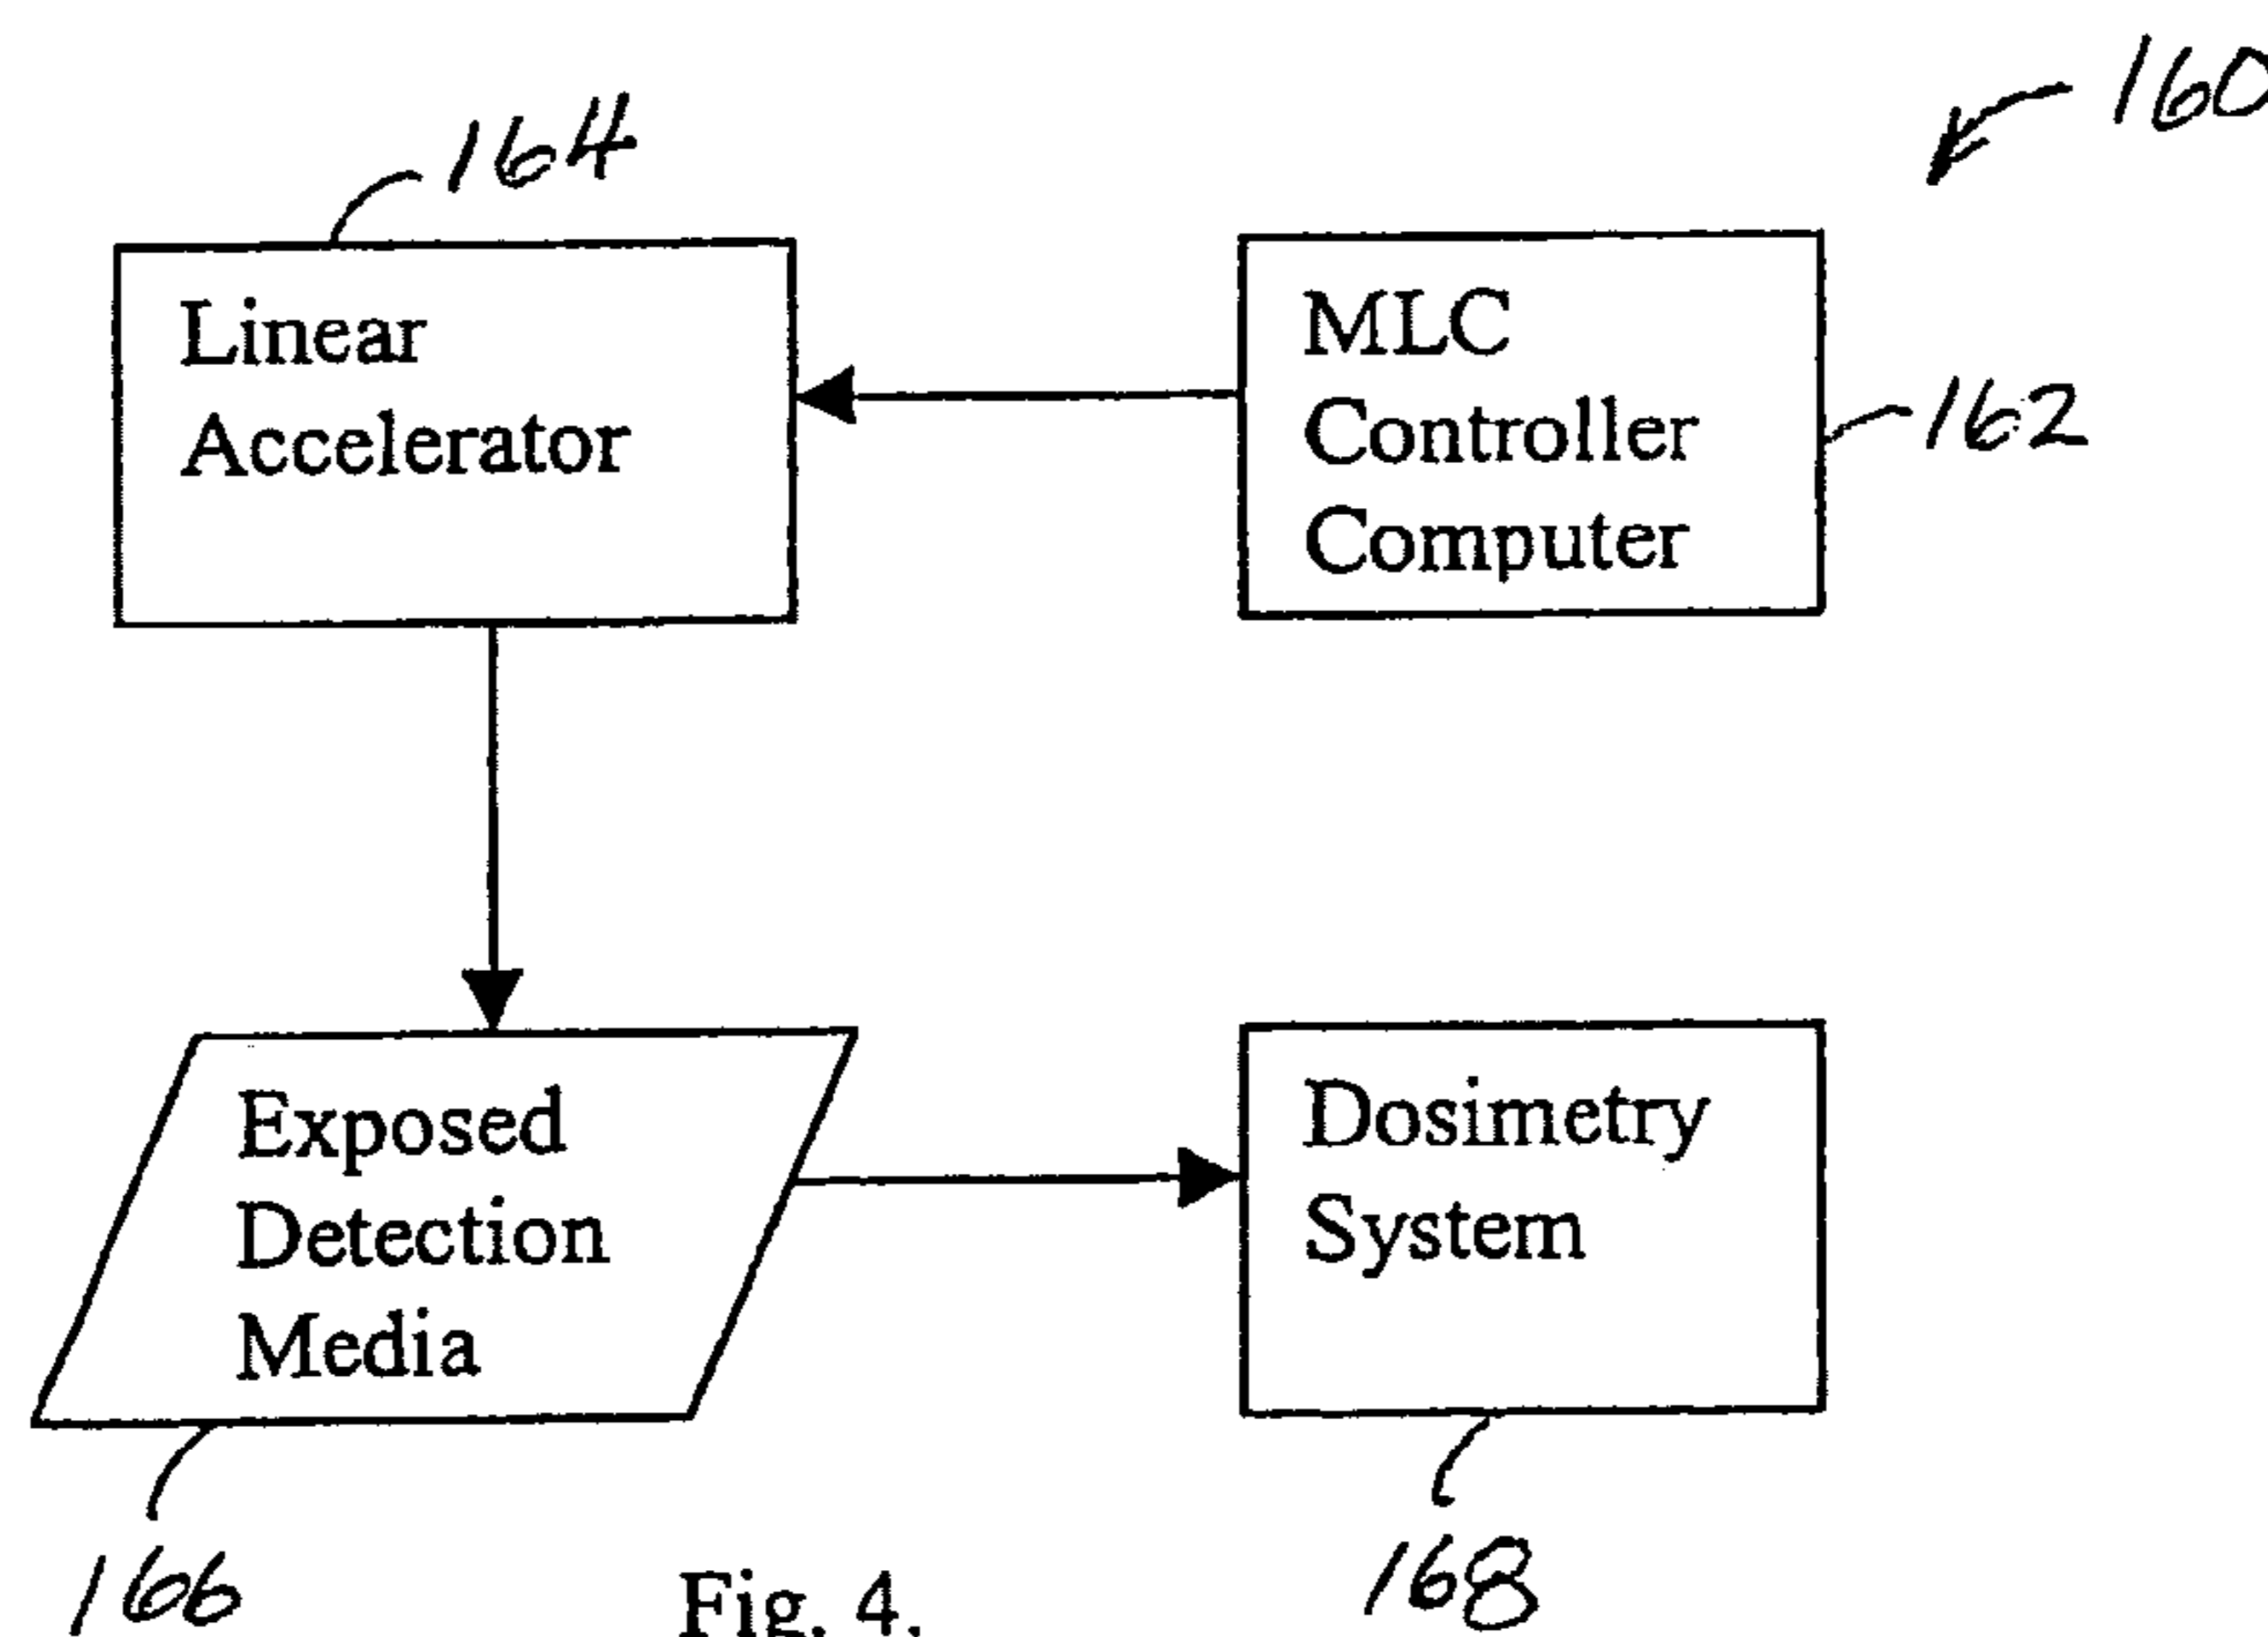 160
164
Linear
Accelerator
MLC
Controller
Computer
162
Exposed
Detection
Media
Dosimetry
System
166
168
Fig. 4.